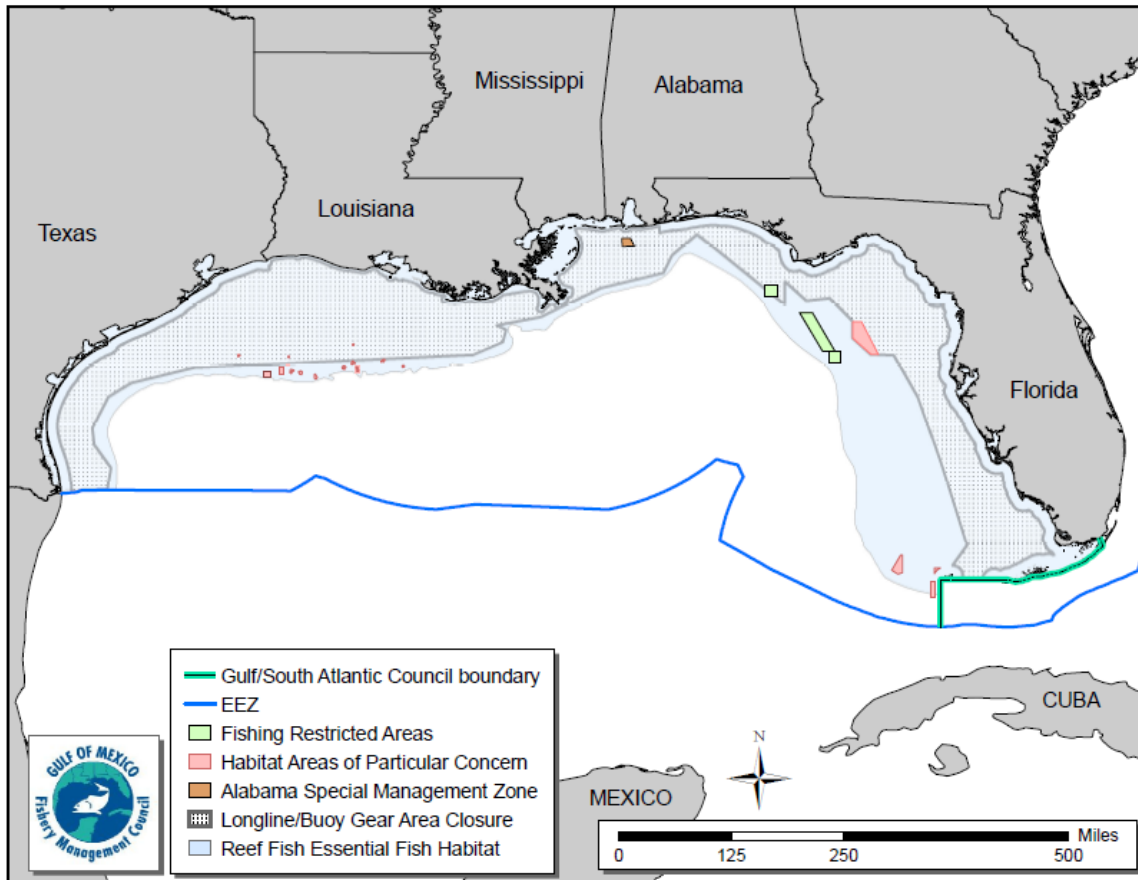 Mississippi
Alabama
Louisiana
Texas
Florida
Gulf/South Atlantic Council boundary
EEZ
Fishing Restricted Areas
Habitat Areas of Particular Concern
Alabama Special Management Zone
Longline/Buoy Gear Area Closure
Reef Fish Essential Fish Habitat
GULF OF MEXICO
Fishery Management Council
N
CUBA
MEXICO
Miles
0 125 250 500